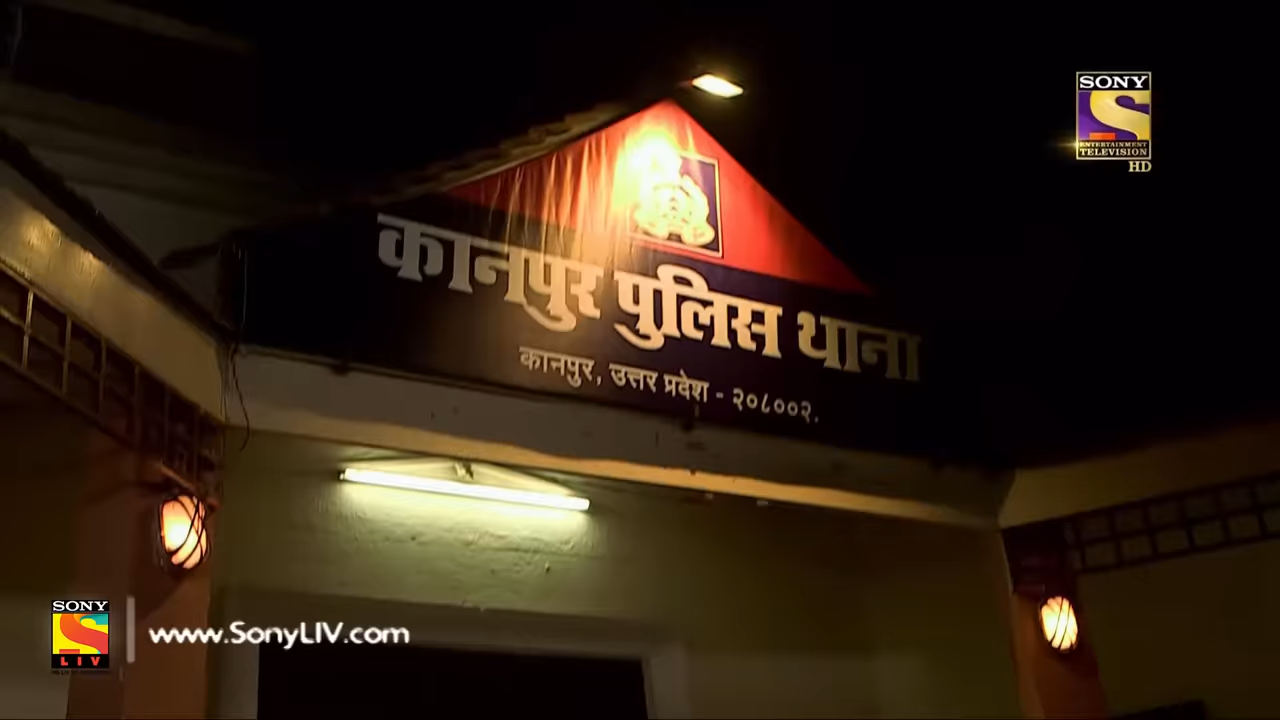 SONY
ENTERTAINMENT
TELEVISION
HD
कानपुर पुलिस थाना
कानपुर, उत्तर प्रदेश - २०८००२.
SONY
LIV
www.SonyLIV.com